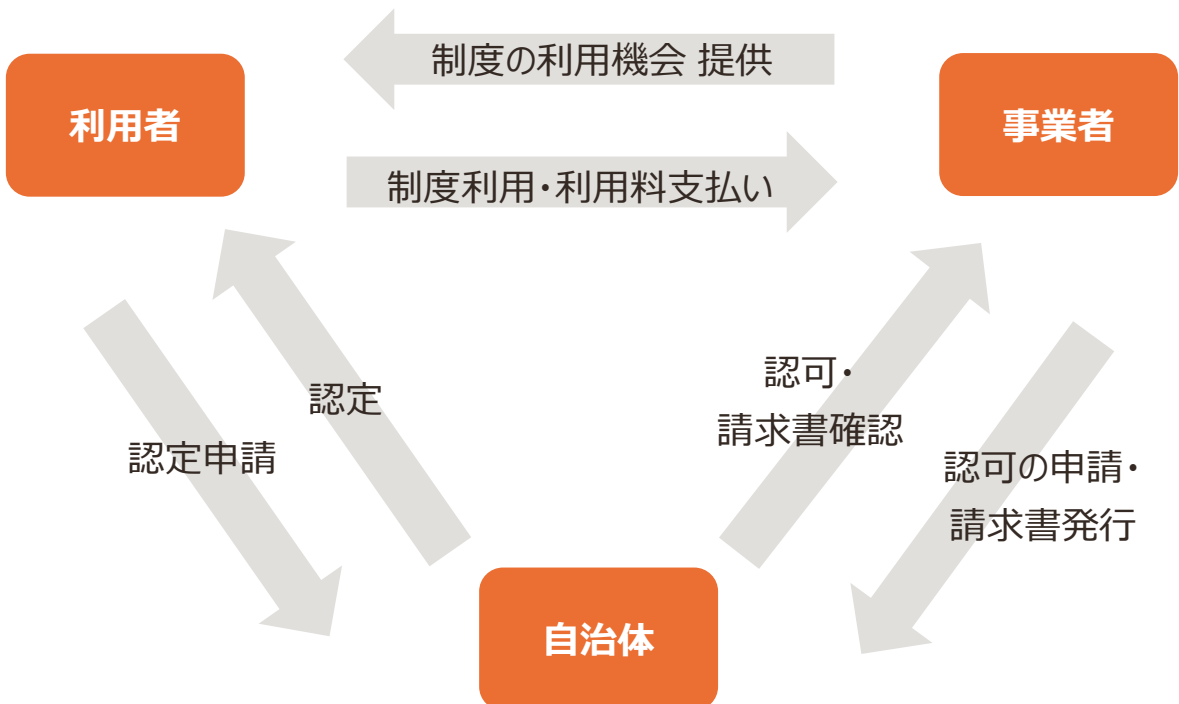 制度の利用機会 提供
利用者
事業者
制度利用・利用料支払い
認定
認定申請
認可・
請求書確認
認可の申請・
請求書発行
自治体